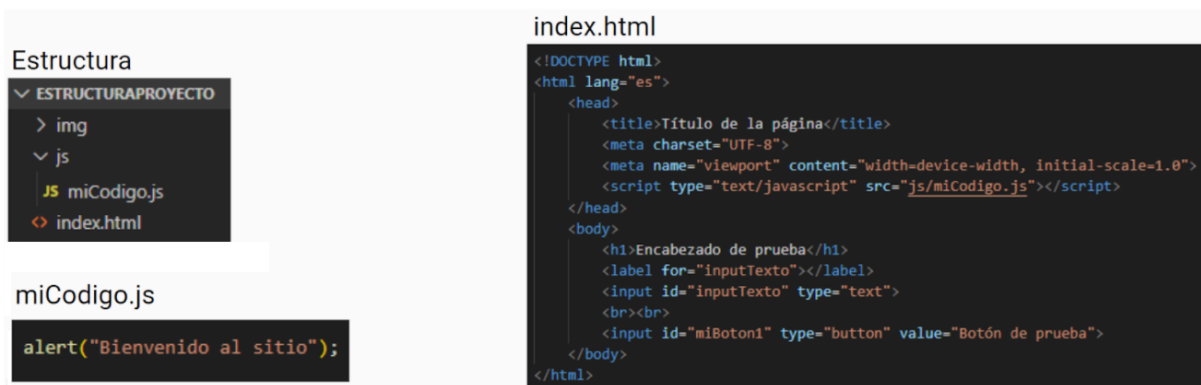 Estructura
ESTRUCTURAPROYECTO
img
js
JS miCodigo.js
<> index.html
miCodigo.js
alert("Bienvenido al sitio");
index.html
<!DOCTYPE html>
<html lang="es">
<head>
<title>Título de la página</title>
<meta charset="UTF-8">
<meta name="viewport" content="width=device-width, initial-scale=1.0">
<script type="text/javascript" src="js/miCodigo.js"></script>
</head>
<body>
<h1>Encabezado de prueba</h1>
<label for="inputTexto"></label>
<input id="inputTexto" type="text">
<br><br>
<input id="miBoton1" type="button" value="Botón de prueba">
</body>
</html>